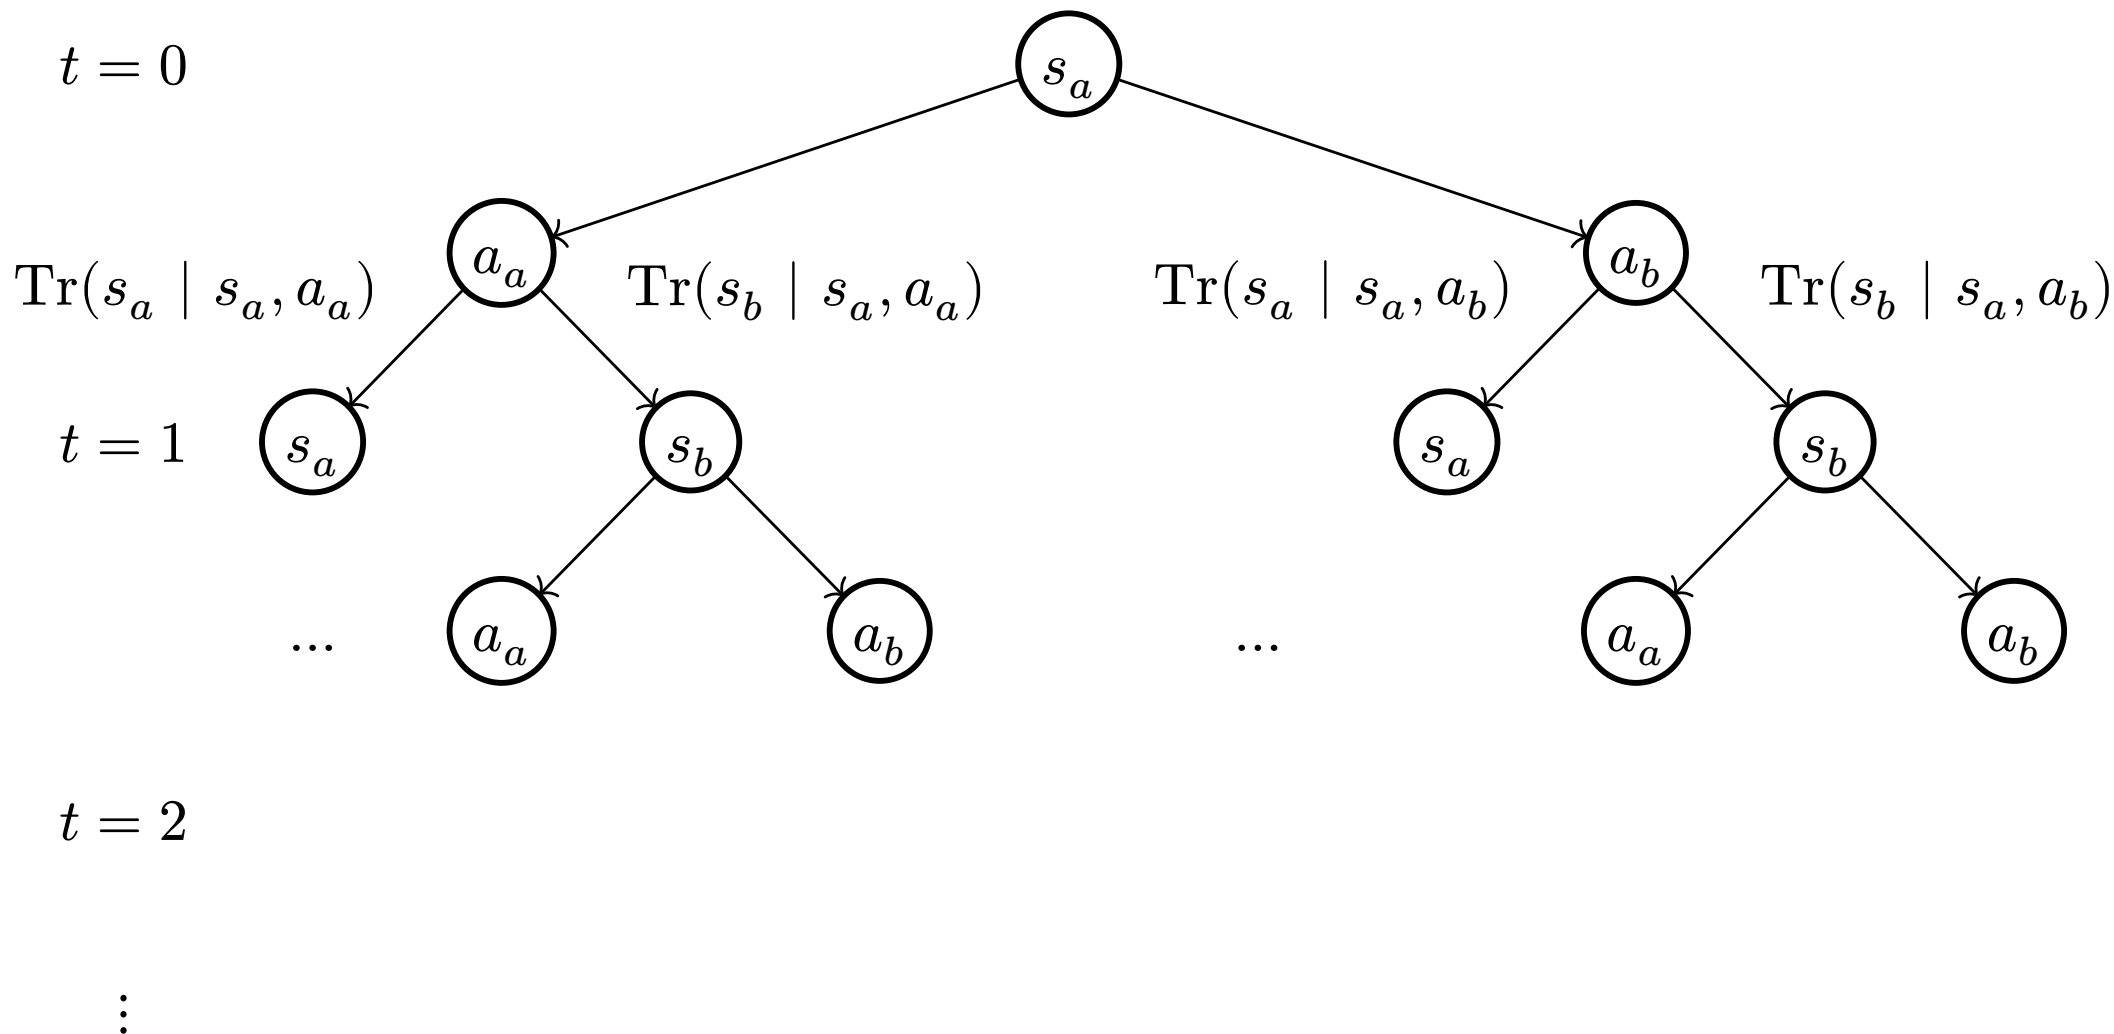 t = 0
s_a
a_a
a_b
Tr(s_a | s_a, a_a)
Tr(s_b | s_a, a_a)
Tr(s_a | s_a, a_b)
Tr(s_b | s_a, a_b)
t = 1
s_a
s_b
s_a
s_b
...
a_a
a_b
...
a_a
a_b
t = 2
⋮